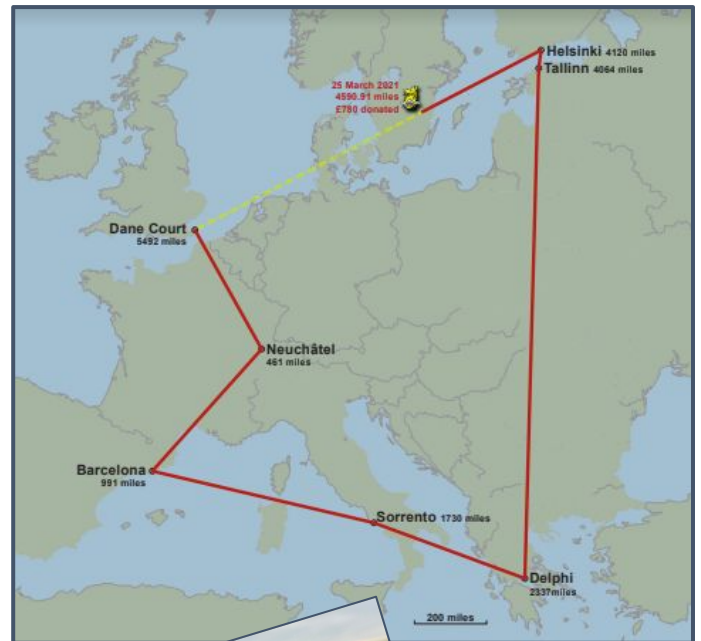 Helsinki 4120 miles
Tallinn 4064 miles
25 March 2021
4590.91 miles
£780 donated
Dane Court
5492 miles
Neuchâtel
461 miles
Barcelona
991 miles
Sorrento 1730 miles
Delphi
2337miles
200 miles